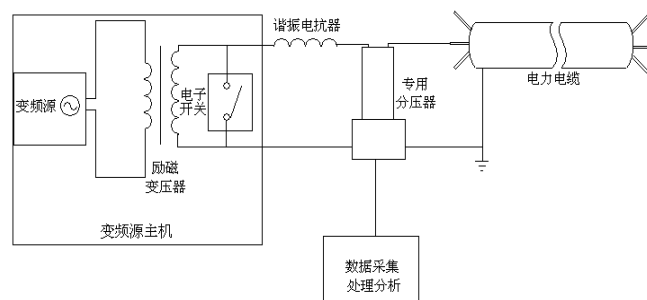 谐振电抗器
变频源
电子
开关
专用
分压器
电力电缆
励磁
变压器
变频源主机
数据采集
处理分析